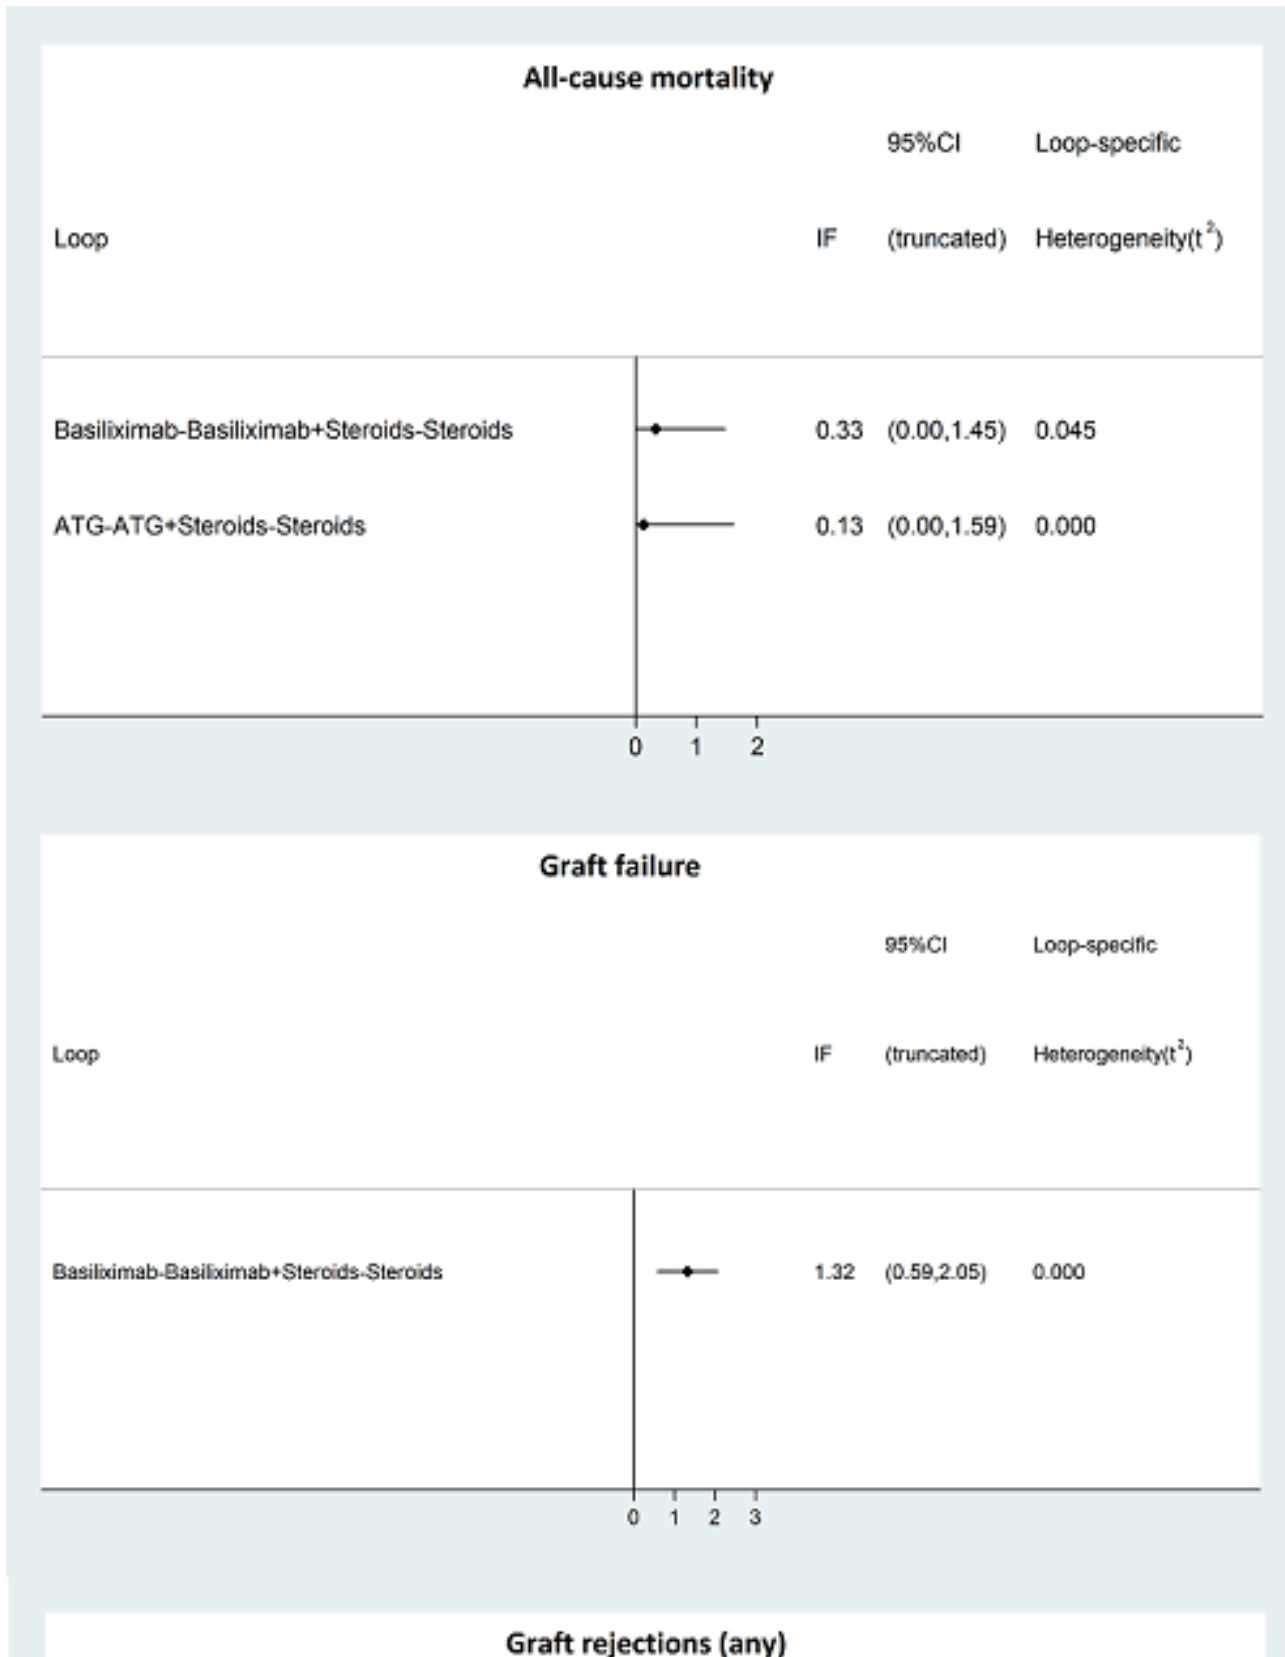 All-cause mortality
95%CI Loop-specific
Loop IF (truncated) Heterogeneity(t²)
Basiliximab-Basiliximab+Steroids-Steroids 0.33 (0.00,1.45) 0.045
ATG-ATG+Steroids-Steroids 0.13 (0.00,1.59) 0.000
0 1 2
Graft failure
95%CI Loop-specific
Loop IF (truncated) Heterogeneity(t²)
Basiliximab-Basiliximab+Steroids-Steroids 1.32 (0.59,2.05) 0.000
0 1 2 3
Graft rejections (any)